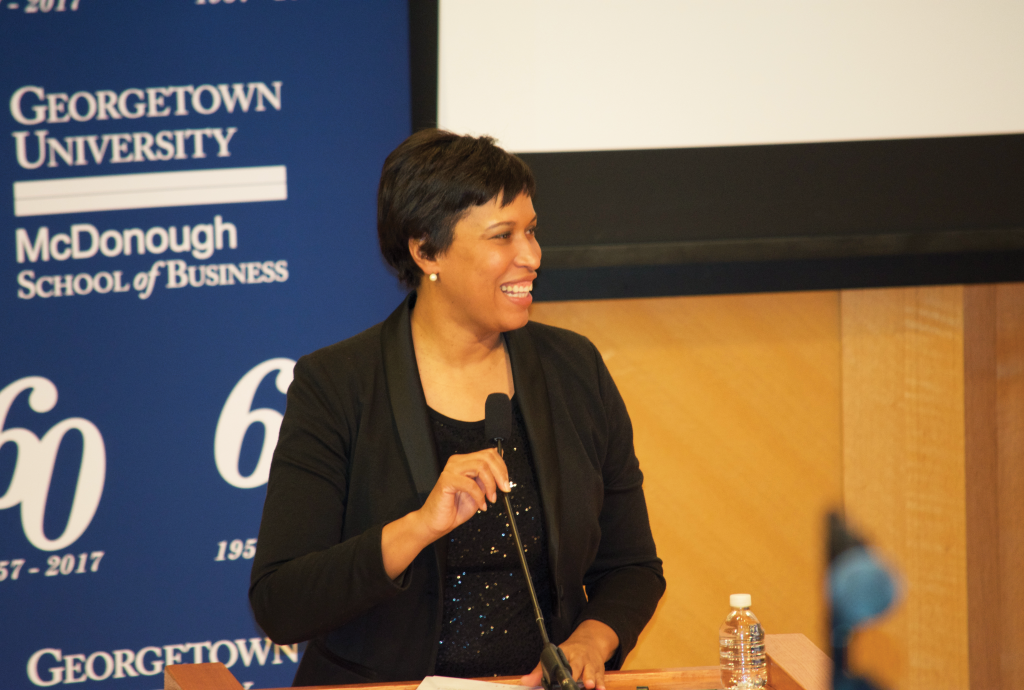 - 2017
GEORGETOWN
UNIVERSITY
McDonough
SCHOOL of BUSINESS
60
6
57 - 2017
195
GEORGETOWN